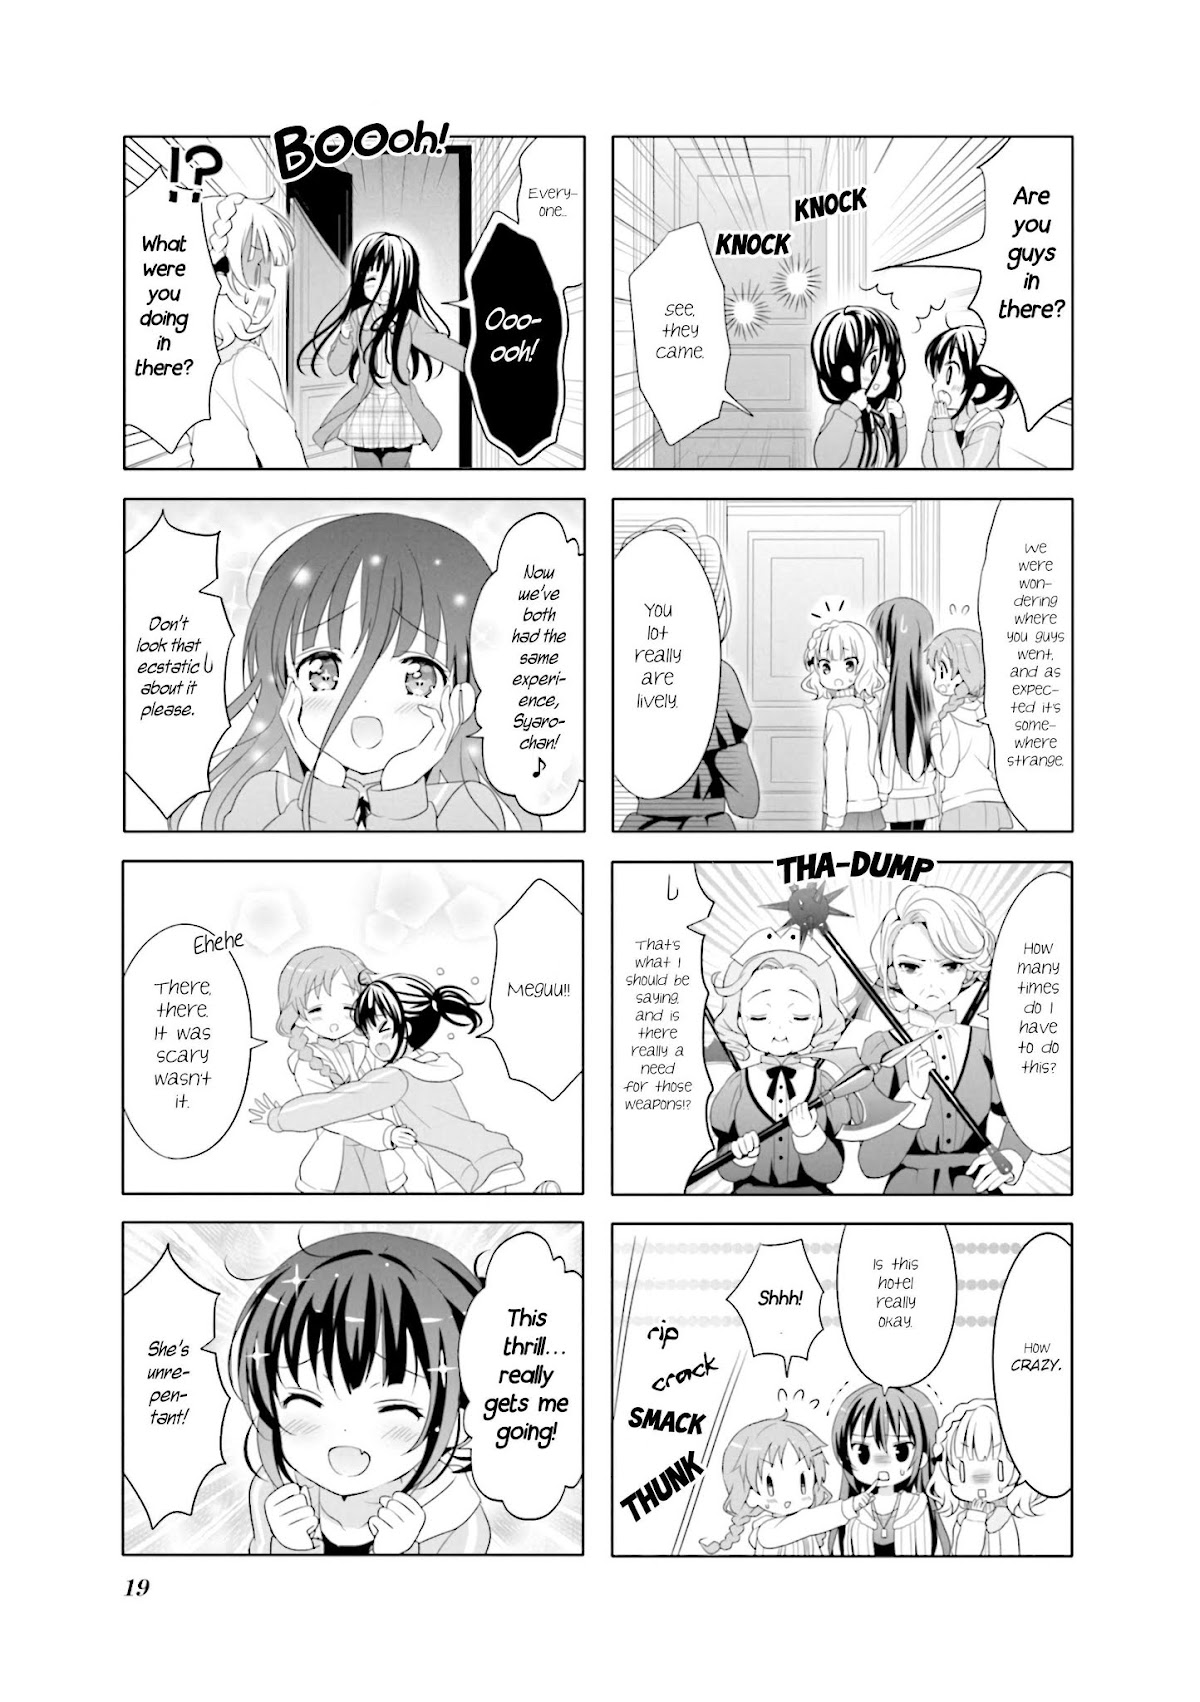 Are
you
guys
in
there?
KNOCK
KNOCK
See,
they
came.
We
were
won-
dering
where
you guys
went,
and as
expec-
ted it's
some-
where
strange.
You
lot
really
are
lively.
THA-DUMP
How
many
times
do I
have
to do
this?
That's
what I
should be
saying,
and is
there
really a
need
for those
weapons!?
How
CRAZY.
Is this
hotel
really
okay.
Shhh!
rip
crack
SMACK
THUNK
BOOooh!
Every-
one...
Ooo-
ooh!
!?
What
were
you
doing
in
there?
Now
we've
both
had the
same
experi-
ence,
Syaro-
chan!
♪
Don't
look that
ecstatic
about it
please.
Meguu!!
Ehehe
There,
there.
It was
scary
wasn't
it.
This
thrill...
really
gets me
going!
She's
unre-
pen-
tant!
19